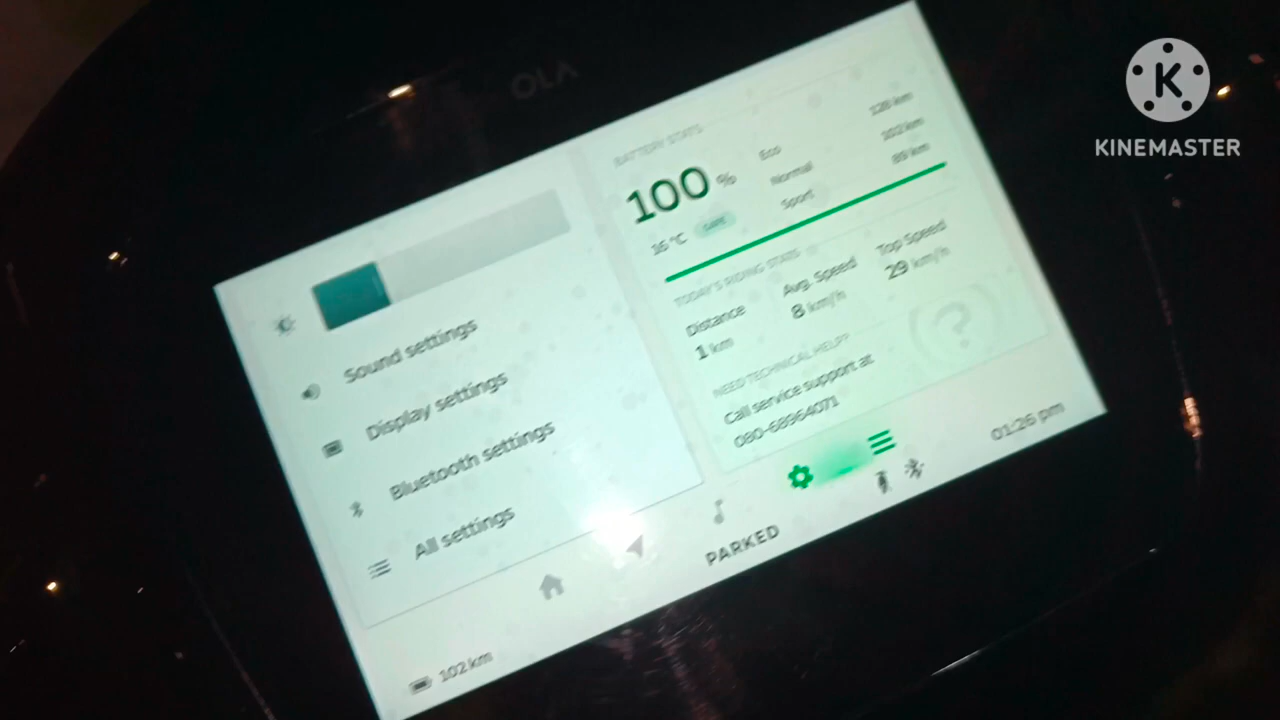 OLA
BATTERY STATS
100 %
16 °C SAFE
Eco 128 km
Normal 102 km
Sport 89 km
TODAY'S RIDING STATS
Distance Avg. Speed Top Speed
1 km 8 km/h 29 km/h
NEED TECHNICAL HELP?
Call service support at
080-68964071
Sound settings
Display settings
Bluetooth settings
All settings
102 km
PARKED
01:26 pm
K
KINEMASTER